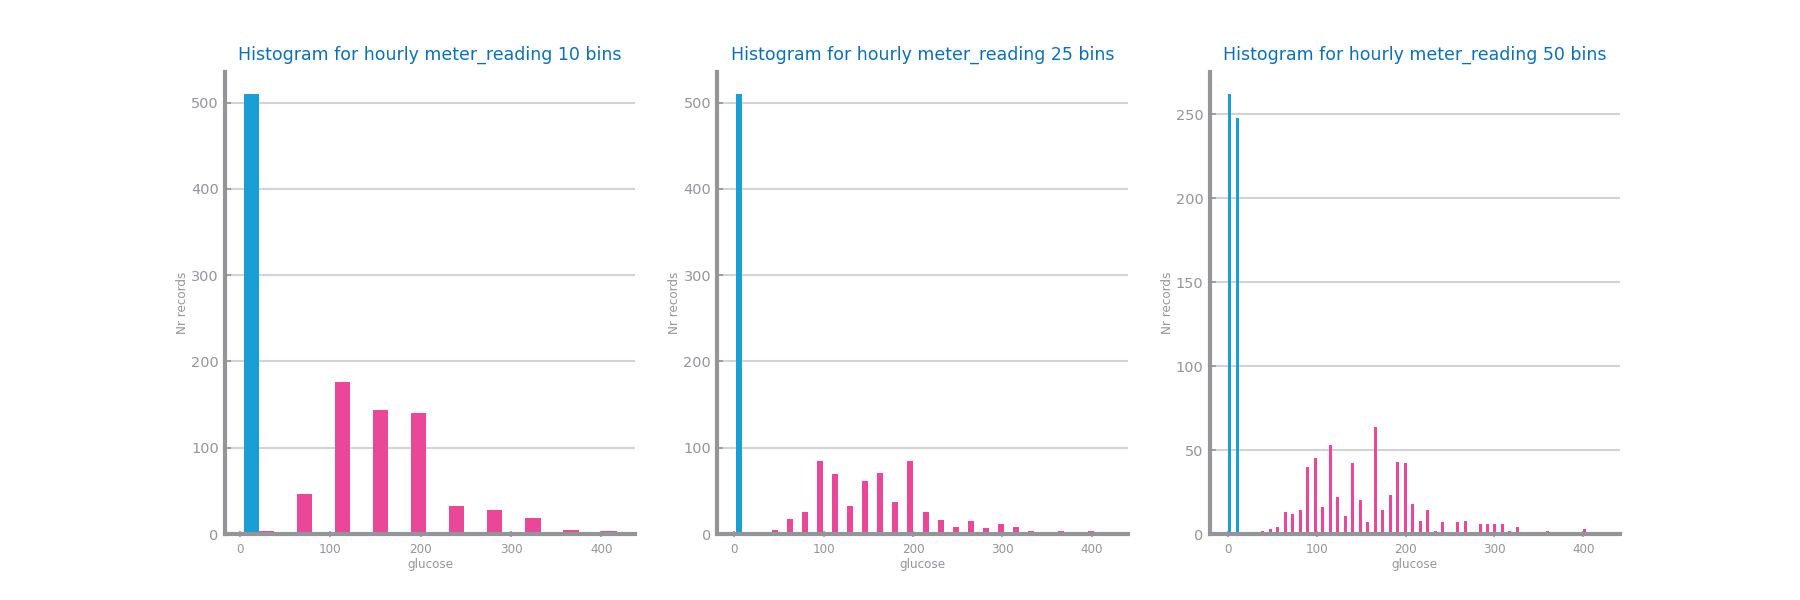 Histogram for hourly meter_reading 10 bins
Nr records
500
400
300
200
100
0
0 100 200 300 400
glucose
Histogram for hourly meter_reading 25 bins
Nr records
500
400
300
200
100
0
0 100 200 300 400
glucose
Histogram for hourly meter_reading 50 bins
Nr records
250
200
150
100
50
0
0 100 200 300 400
glucose